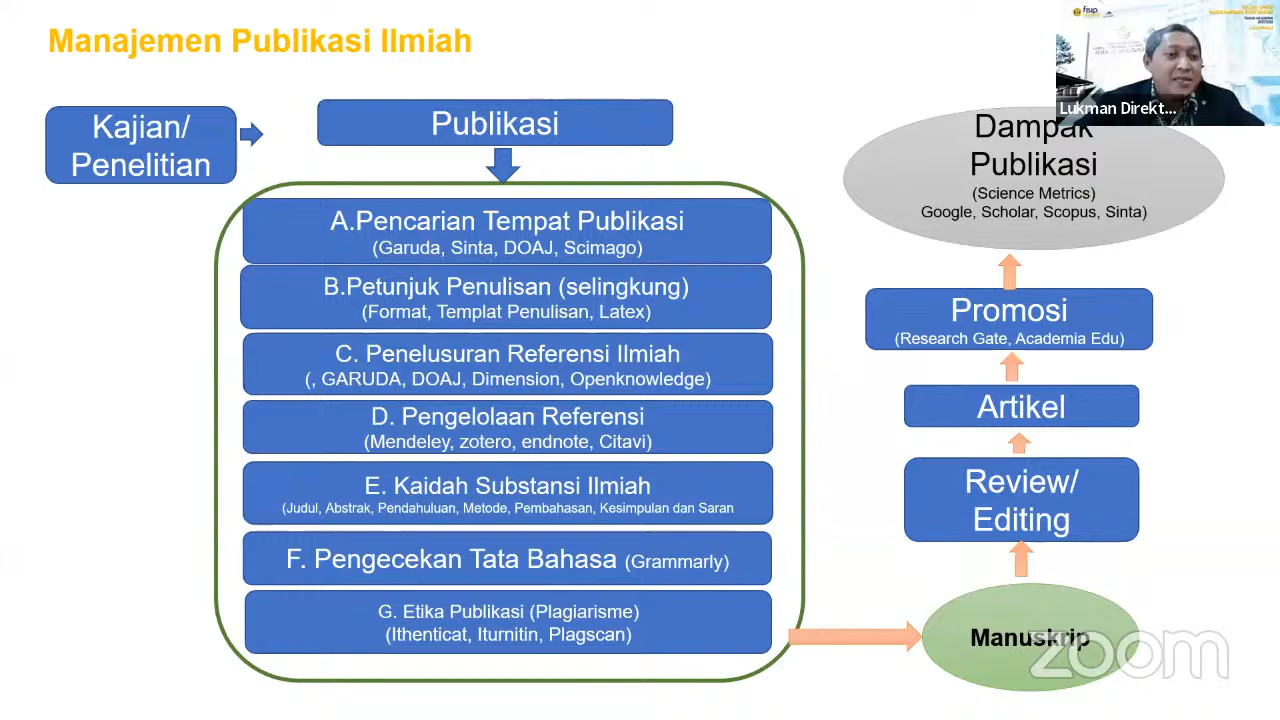 Manajemen Publikasi Ilmiah
fisip
Lukman Direkt...
Kajian/
Penelitian
Publikasi
A.Pencarian Tempat Publikasi
(Garuda, Sinta, DOAJ, Scimago)
B.Petunjuk Penulisan (selingkung)
(Format, Templat Penulisan, Latex)
C. Penelusuran Referensi Ilmiah
(, GARUDA, DOAJ, Dimension, Openknowledge)
D. Pengelolaan Referensi
(Mendeley, zotero, endnote, Citavi)
E. Kaidah Substansi Ilmiah
(Judul, Abstrak, Pendahuluan, Metode, Pembahasan, Kesimpulan dan Saran
F. Pengecekan Tata Bahasa (Grammarly)
G. Etika Publikasi (Plagiarisme)
(Ithenticat, Iturnitin, Plagscan)
Dampak
Publikasi
(Science Metrics)
Google, Scholar, Scopus, Sinta)
Promosi
(Research Gate, Academia Edu)
Artikel
Review/
Editing
Manuskrip
zoom